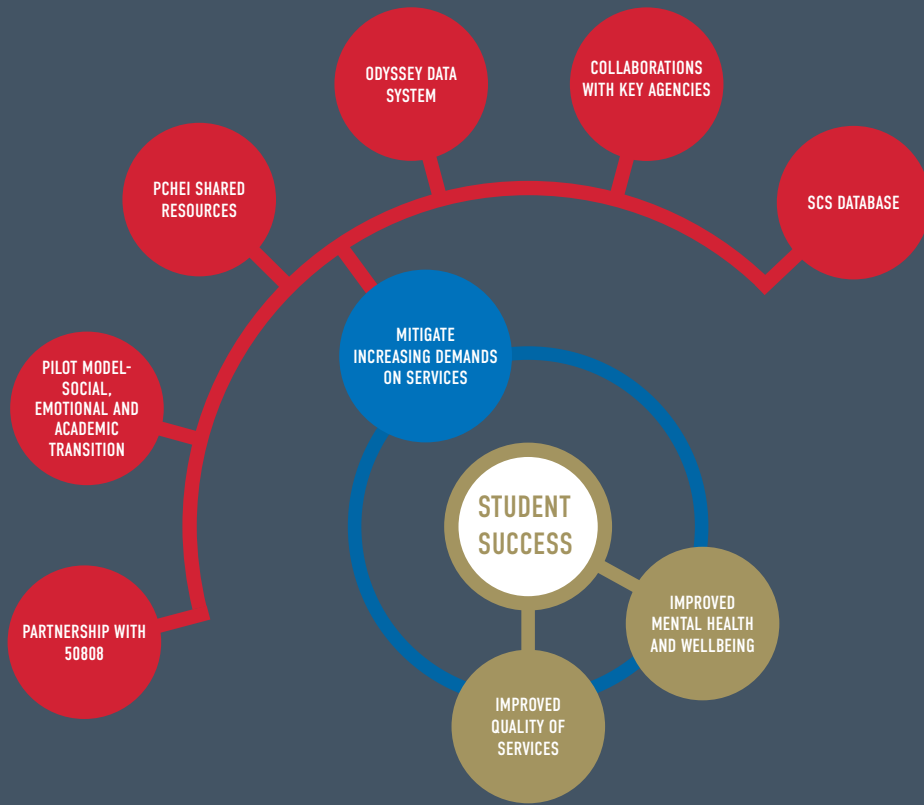 ODYSSEY DATA
SYSTEM
COLLABORATIONS
WITH KEY AGENCIES
PCHEI SHARED
RESOURCES
SCS DATABASE
MITIGATE
INCREASING DEMANDS
ON SERVICES
PILOT MODEL-
SOCIAL,
EMOTIONAL AND
ACADEMIC
TRANSITION
STUDENT
SUCCESS
PARTNERSHIP WITH
50808
IMPROVED
MENTAL HEALTH
AND WELLBEING
IMPROVED
QUALITY OF
SERVICES